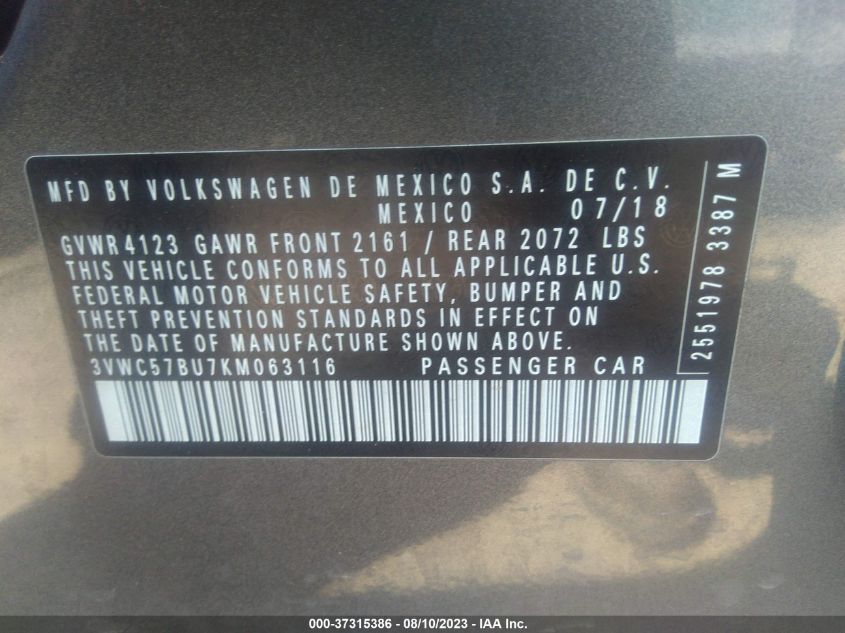 MFD BY VOLKSWAGEN DE MEXICO S.A. DE C.V.
MEXICO 07/18
GVWR 4123 GAWR FRONT 2161 / REAR 2072 LBS
THIS VEHICLE CONFORMS TO ALL APPLICABLE U.S.
FEDERAL MOTOR VEHICLE SAFETY, BUMPER AND
THEFT PREVENTION STANDARDS IN EFFECT ON
THE DATE OF MANUFACTURE SHOWN ABOVE.
3VWC57BU7KM063116 PASSENGER CAR
2551978 3387 M
000-37315386 - 08/10/2023 - IAA Inc.